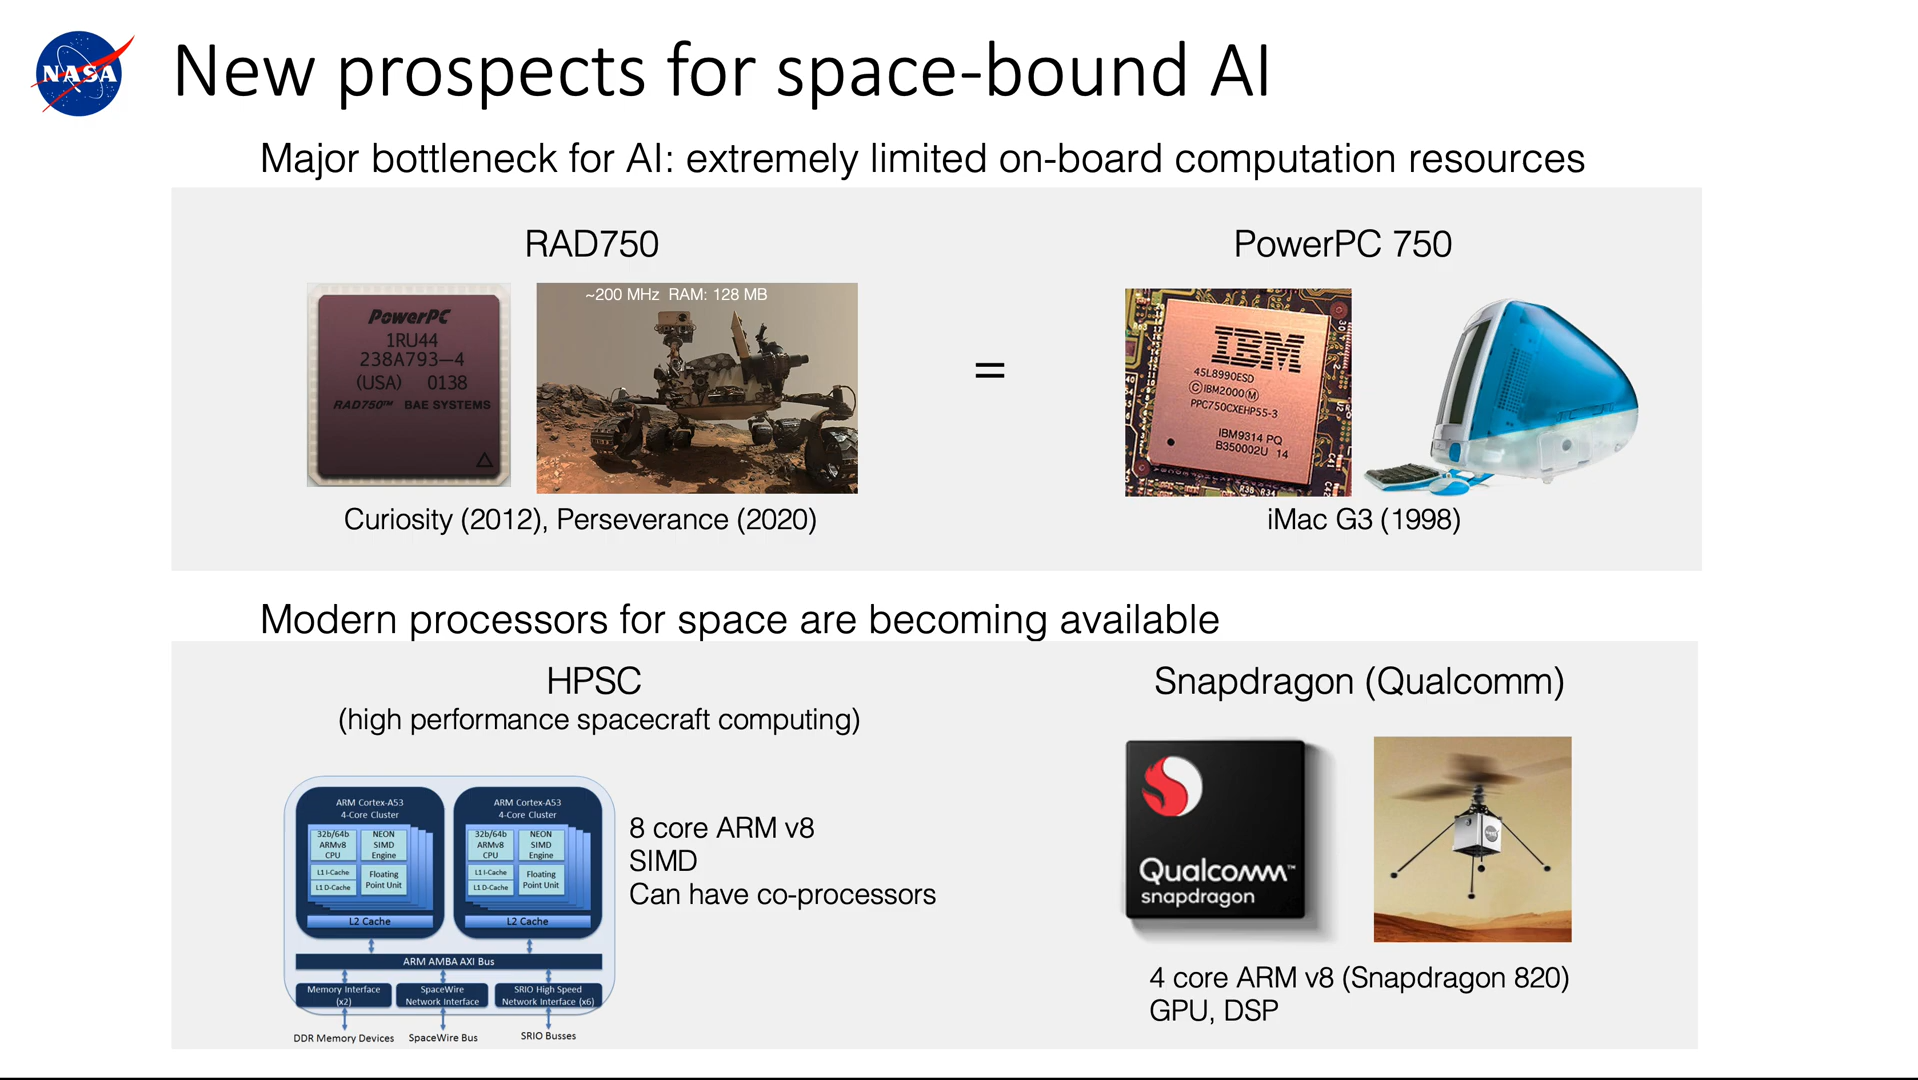 NASA
New prospects for space-bound AI
Major bottleneck for AI: extremely limited on-board computation resources
RAD750
PowerPC 750
PowerPC
1RU44
238A793-4
(USA) 0138
RAD750™ BAE SYSTEMS
~200 MHz RAM: 128 MB
=
IBM
45L8990ESD
©IBM2000Ⓜ
PPC750CXEHP55-3
IBM9314 PQ
B350002U 14
Curiosity (2012), Perseverance (2020)
iMac G3 (1998)
Modern processors for space are becoming available
HPSC
(high performance spacecraft computing)
Snapdragon (Qualcomm)
ARM Cortex-A53
4-Core Cluster
32b/64b
ARMv8
CPU
NEON
SIMD
Engine
L1 I-Cache
L1 D-Cache
Floating
Point Unit
L2 Cache
ARM Cortex-A53
4-Core Cluster
32b/64b
ARMv8
CPU
NEON
SIMD
Engine
L1 I-Cache
L1 D-Cache
Floating
Point Unit
L2 Cache
ARM AMBA AXI Bus
Memory Interface
(x2)
SpaceWire
Network Interface
SRIO High Speed
Network Interface (x6)
DDR Memory Devices
SpaceWire Bus
SRIO Busses
8 core ARM v8
SIMD
Can have co-processors
Qualcomm™
snapdragon
4 core ARM v8 (Snapdragon 820)
GPU, DSP